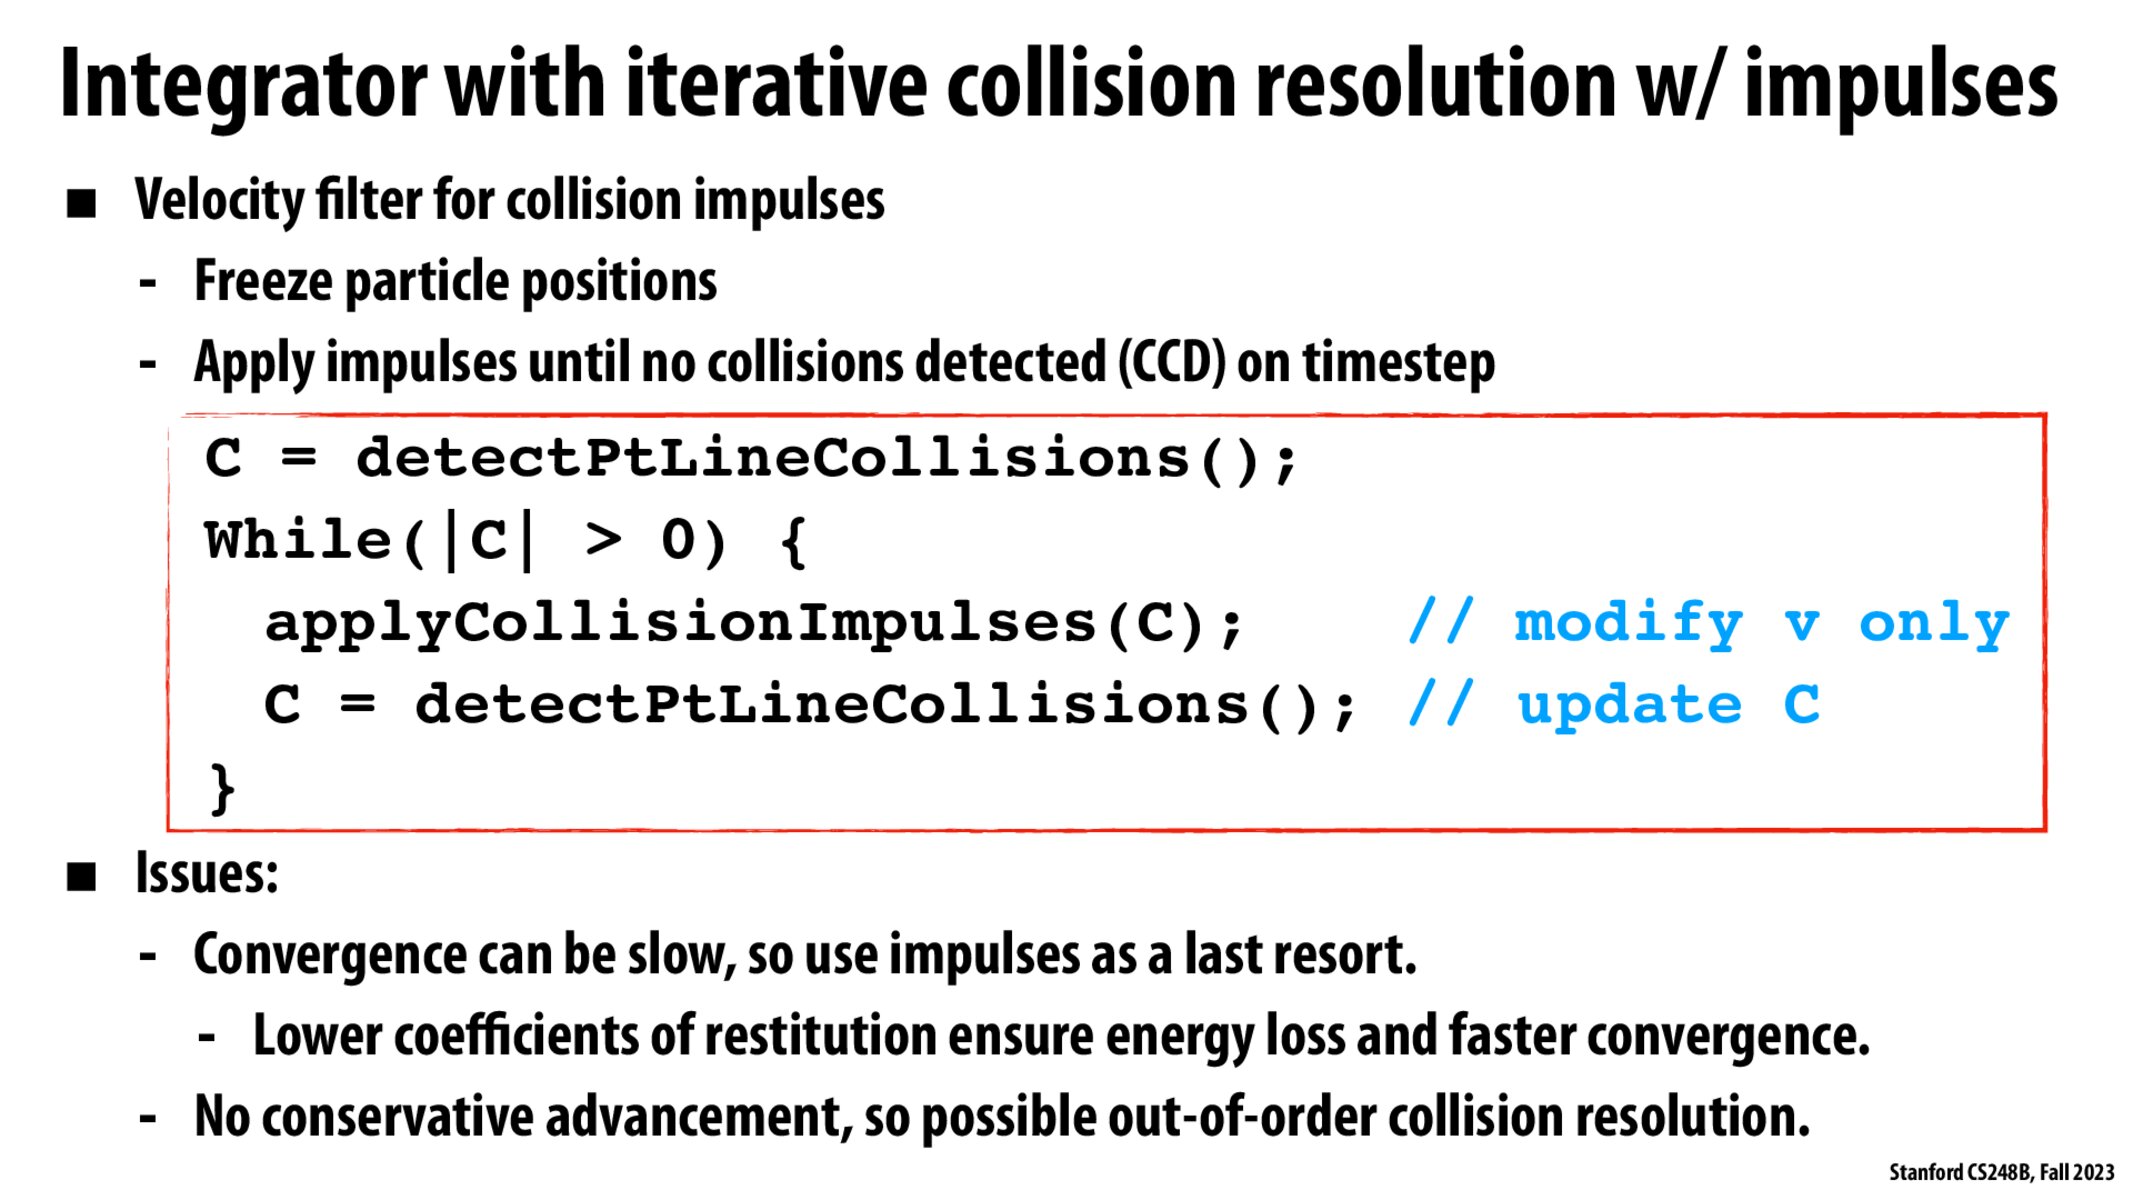 Integrator with iterative collision resolution w/ impulses
■ Velocity filter for collision impulses
- Freeze particle positions
- Apply impulses until no collisions detected (CCD) on timestep
C = detectPtLineCollisions();
While(|C| > 0) {
applyCollisionImpulses(C); // modify v only
C = detectPtLineCollisions(); // update C
}
■ Issues:
- Convergence can be slow, so use impulses as a last resort.
- Lower coefficients of restitution ensure energy loss and faster convergence.
- No conservative advancement, so possible out-of-order collision resolution.
Stanford CS248B, Fall 2023